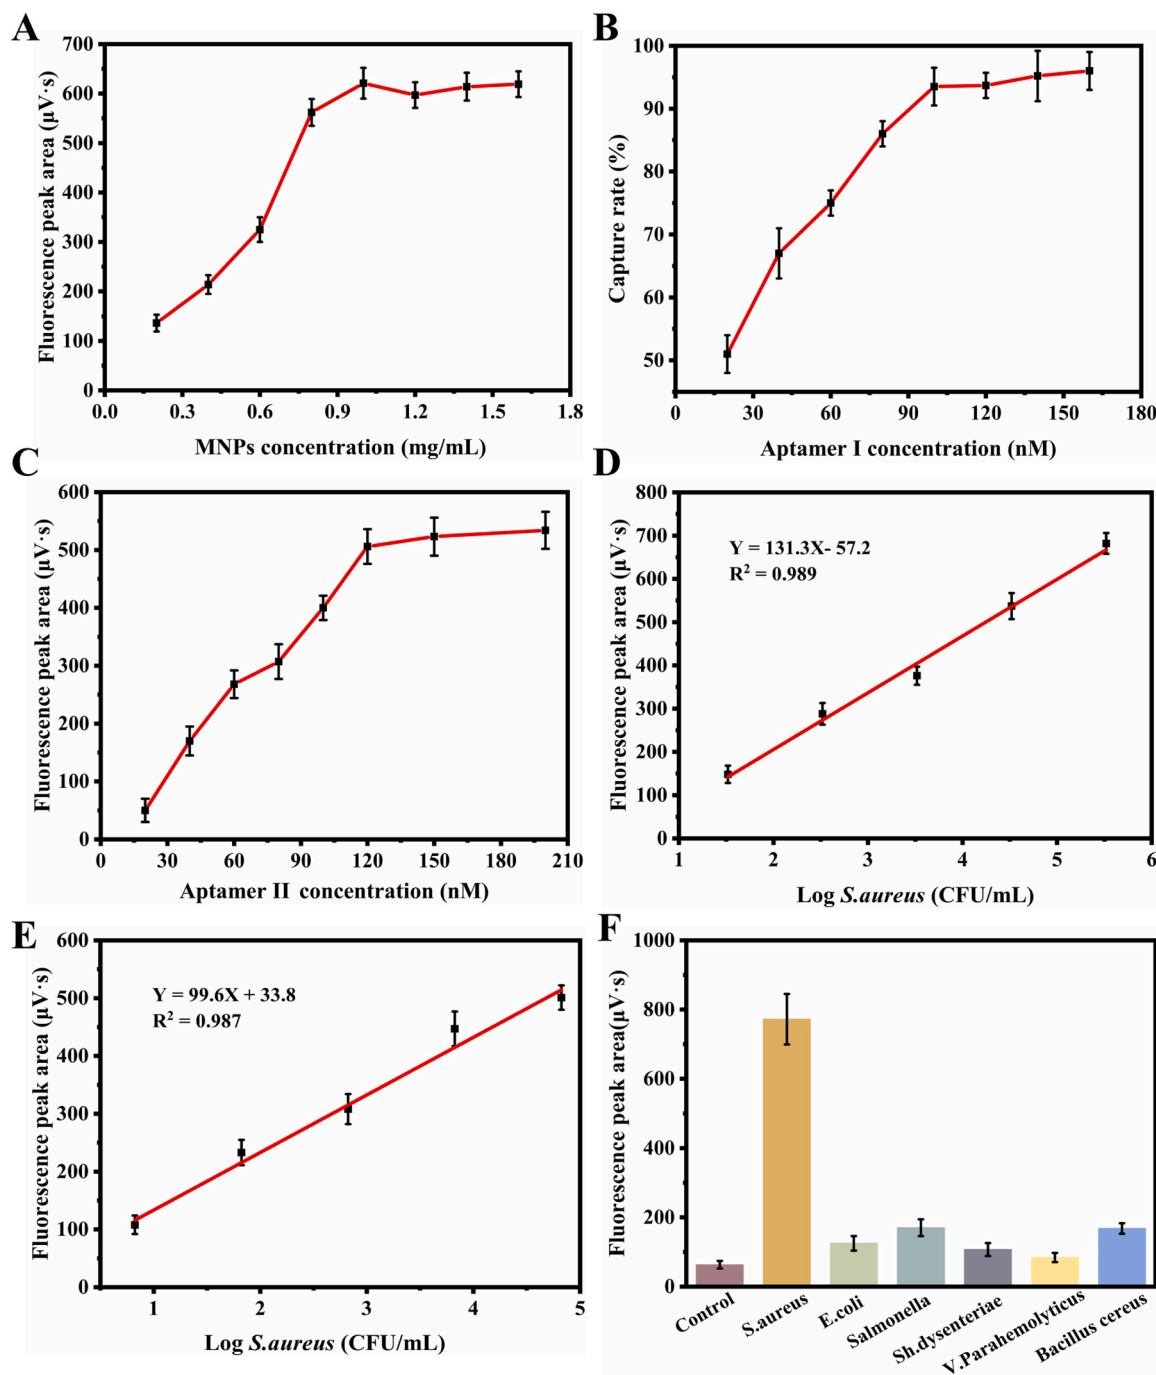 A
700
600
500
400
300
200
100
0
0.0 0.3 0.6 0.9 1.2 1.5 1.8
Fluorescence peak area (μV·s)
MNPs concentration (mg/mL)
B
100
90
80
70
60
50
0 30 60 90 120 150 180
Capture rate (%)
Aptamer I concentration (nM)
C
600
500
400
300
200
100
0
0 30 60 90 120 150 180 210
Fluorescence peak area (μV·s)
Aptamer II concentration (nM)
D
800
700
600
500
400
300
200
100
0
1 2 3 4 5 6
Y = 131.3X- 57.2
R² = 0.989
Fluorescence peak area (μV·s)
Log S.aureus (CFU/mL)
E
600
500
400
300
200
100
0
1 2 3 4 5
Y = 99.6X + 33.8
R² = 0.987
Fluorescence peak area (μV·s)
Log S.aureus (CFU/mL)
F
1000
800
600
400
200
0
Fluorescence peak area(μV·s)
Control
S.aureus
E.coli
Salmonella
Sh.dysenteriae
V.Parahemolyticus
Bacillus cereus